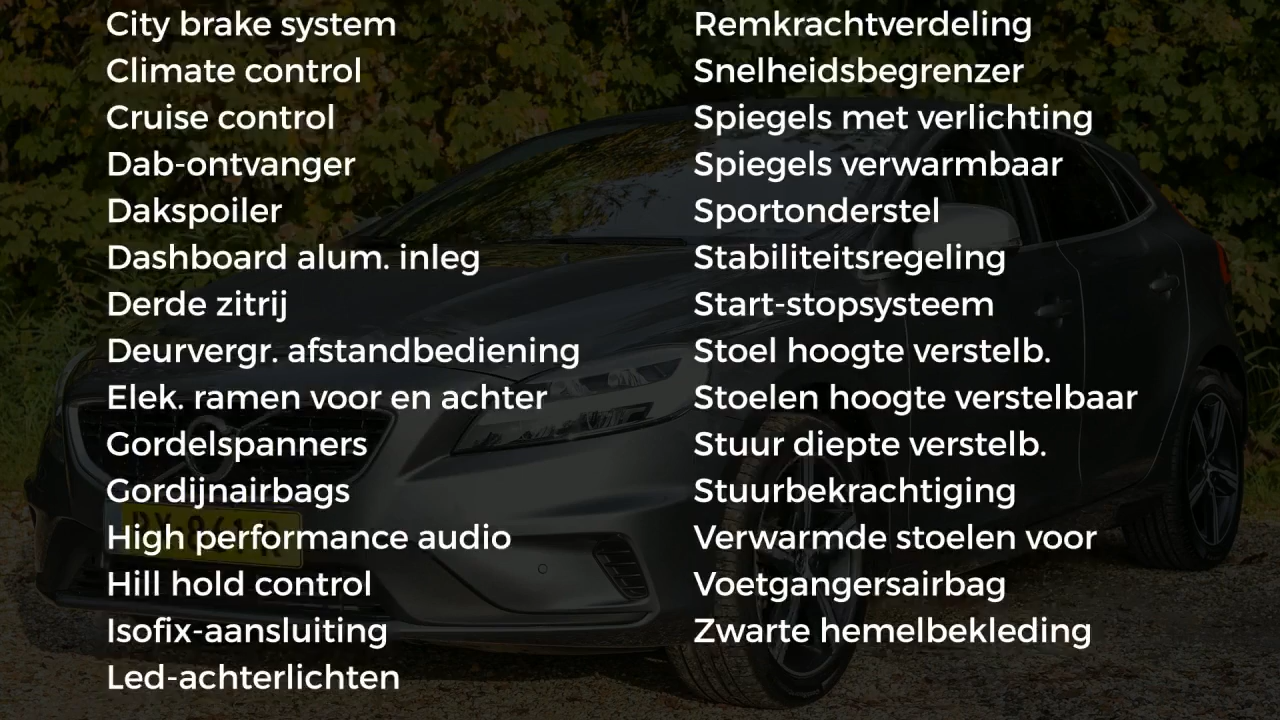 City brake system
Climate control
Cruise control
Dab-ontvanger
Dakspoiler
Dashboard alum. inleg
Derde zitrij
Deurvergr. afstandbediening
Elek. ramen voor en achter
Gordelspanners
Gordijnairbags
High performance audio
Hill hold control
Isofix-aansluiting
Led-achterlichten
Remkrachtverdeling
Snelheidsbegrenzer
Spiegels met verlichting
Spiegels verwarmbaar
Sportonderstel
Stabiliteitsregeling
Start-stopsysteem
Stoel hoogte verstelb.
Stoelen hoogte verstelbaar
Stuur diepte verstelb.
Stuurbekrachtiging
Verwarmde stoelen voor
Voetgangersairbag
Zwarte hemelbekleding